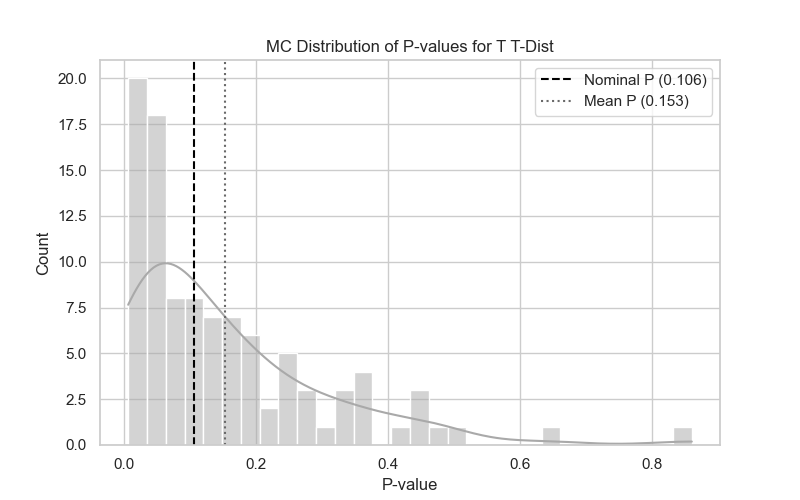 MC Distribution of P-values for T T-Dist
Nominal P (0.106)
Mean P (0.153)
20.0
17.5
15.0
12.5
10.0
7.5
5.0
2.5
0.0
Count
0.0 0.2 0.4 0.6 0.8
P-value